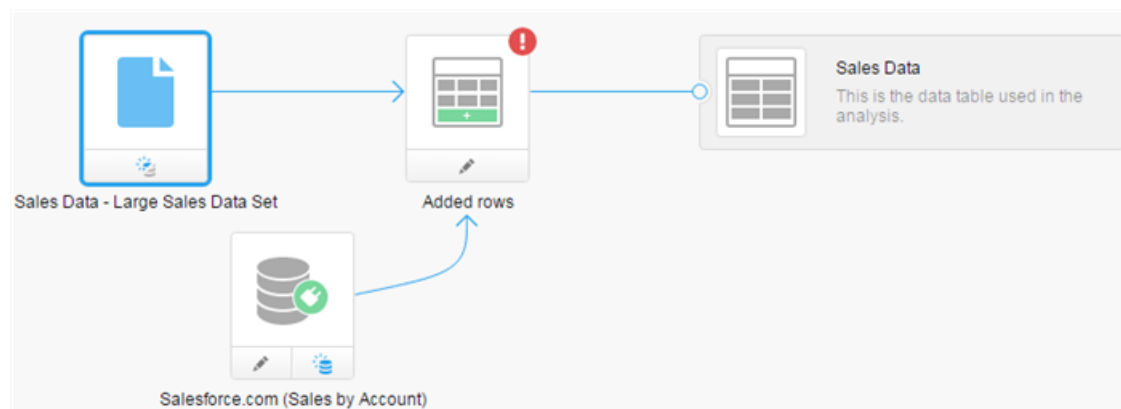 Sales Data
This is the data table used in the
analysis.
Sales Data - Large Sales Data Set
Added rows
Salesforce.com (Sales by Account)